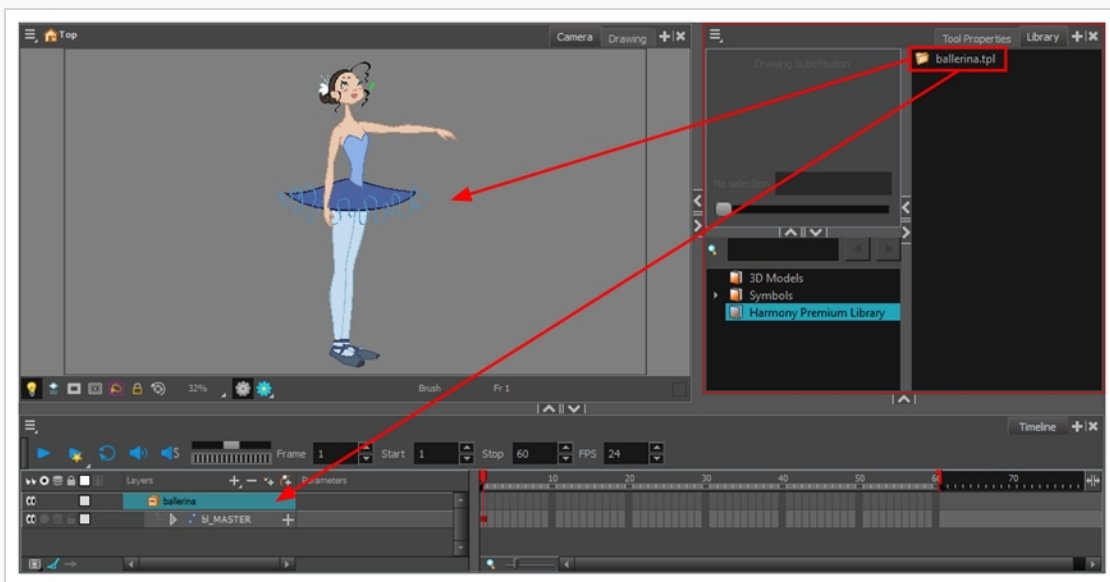 Top
Camera Drawing
Tool Properties Library
Drawing Substitution
ballerina.tpl
No selection
3D Models
Symbols
Harmony Premium Library
32% Brush Fr 1
Timeline
Frame 1 Start 1 Stop 60 FPS 24
Layers Parameters
10 20 30 40 50 60 70
ballerina
bl_MASTER